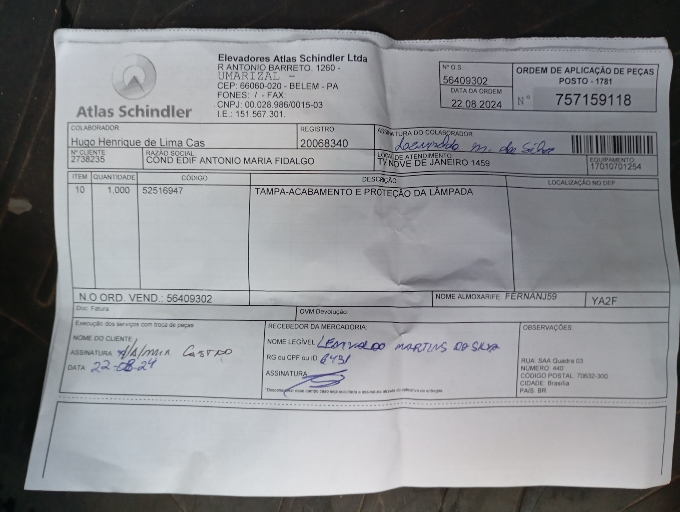 Atlas Schindler
Elevadores Atlas Schindler Ltda
R ANTONIO BARRETO. 1260 -
UMARIZAL -
CEP: 66060-020 - BELEM - PA
FONES: / - FAX:
CNPJ: 00.028.986/0015-03
I.E.: 151.567.301.
Nº O.S.
56409302
DATA DA ORDEM
22.08.2024
ORDEM DE APLICAÇÃO DE PEÇAS
POSTO - 1781
Nº 757159118
COLABORADOR
Hugo Henrique de Lima Cas
REGISTRO
20068340
ASSINATURA DO COLABORADOR
Nº CLIENTE
2738235
RAZÃO SOCIAL
COND EDIF ANTONIO MARIA FIDALGO
LOCAL DE ATENDIMENTO
TV NOVE DE JANEIRO 1459
EQUIPAMENTO
17010701254
ITEM QUANTIDADE CÓDIGO DESCRIÇÃO LOCALIZAÇÃO NO DEP
10 1,000 52516947 TAMPA-ACABAMENTO E PROTEÇÃO DA LÂMPADA
N.O ORD. VEND.: 56409302
NOME ALMOXARIFE FERNANJ59
YA2F
Doc. Fatura
OVM Devolução
Execução dos serviços com troca de peças
NOME DO CLIENTE
ASSINATURA
CASTRO
DATA 22-08-24
RECEBEDOR DA MERCADORIA:
NOME LEGÍVEL MARTINS DA SILVA
RG ou CPF ou ID
ASSINATURA
OBSERVAÇÕES:
RUA: SAA Quadra 03
NÚMERO: 440
CÓDIGO POSTAL: 70632-300
CIDADE: Brasília
PAÍS: BR